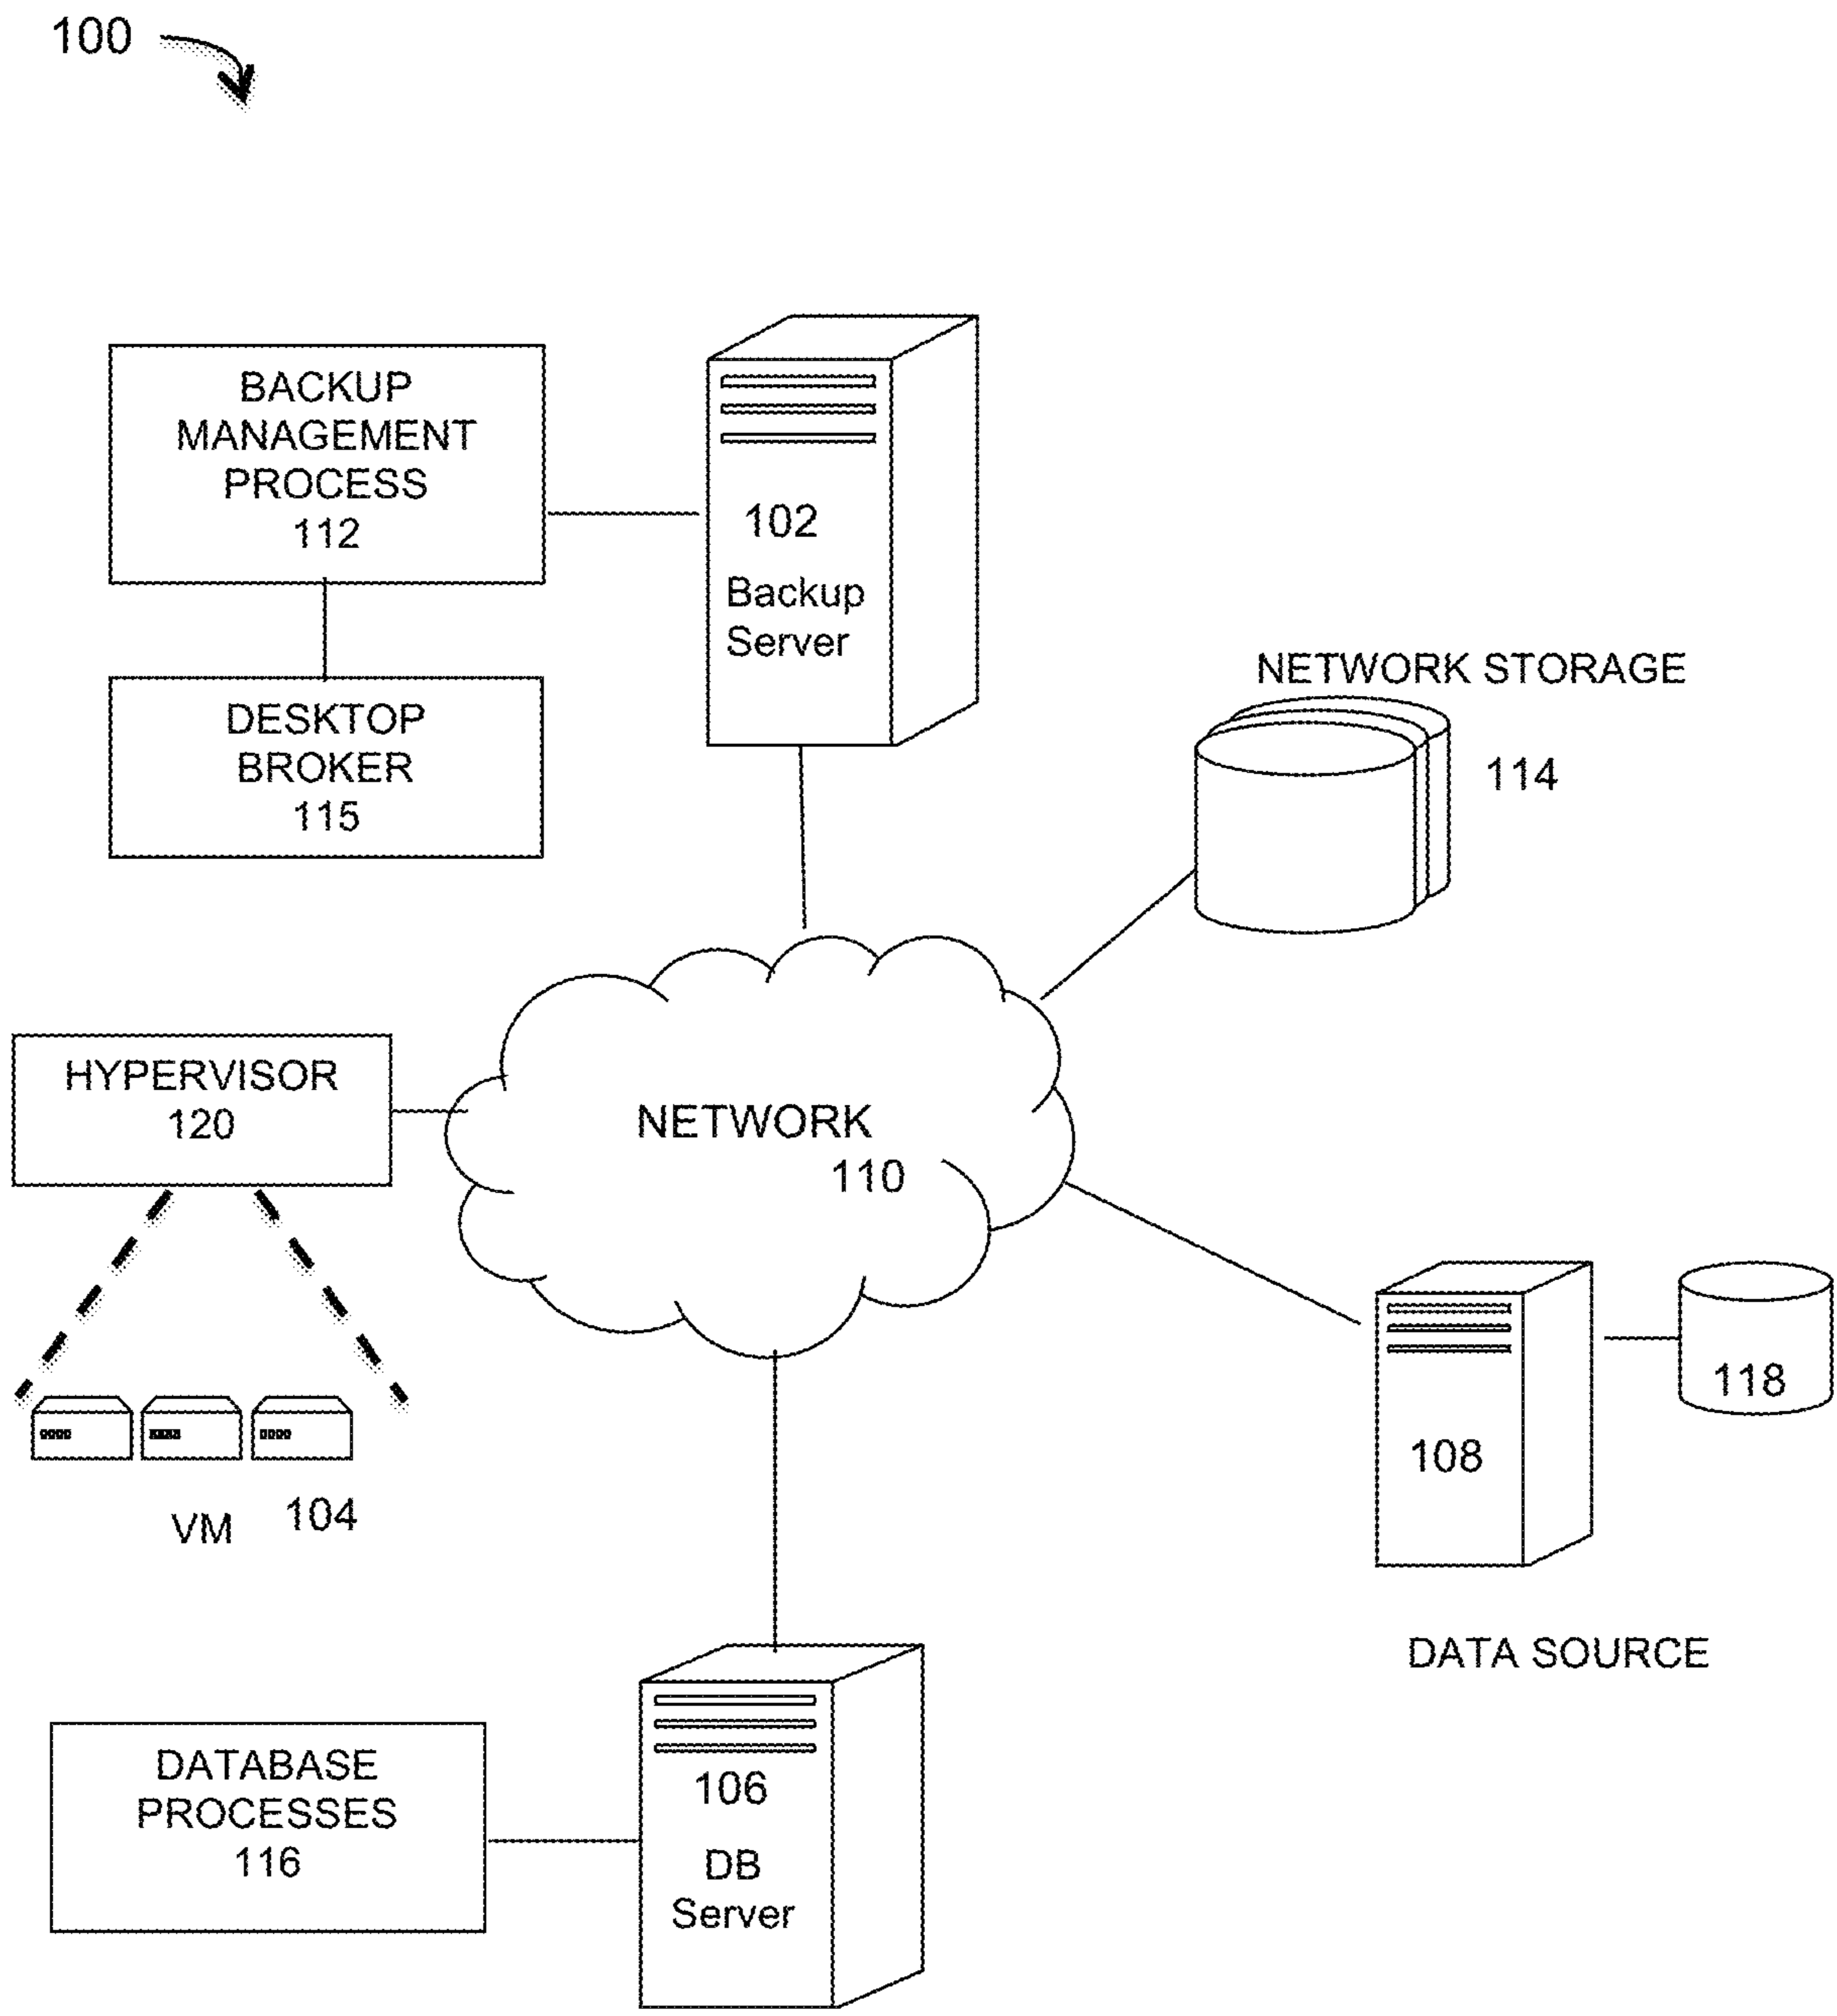 100
BACKUP
MANAGEMENT
PROCESS
112
102
Backup
Server
DESKTOP
BROKER
115
NETWORK STORAGE
114
HYPERVISOR
120
NETWORK
110
VM 104
118
108
DATA SOURCE
DATABASE
PROCESSES
116
106
DB
Server